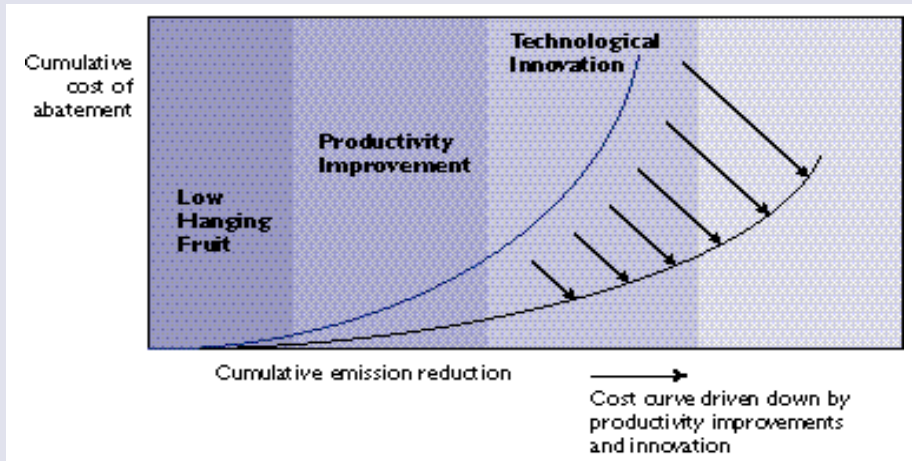 Cumulative
cost of
abatement
Technological
Innovation
Productivity
Improvement
Low
Hanging
Fruit
Cumulative emission reduction
Cost curve driven down by
productivity improvements
and innovation